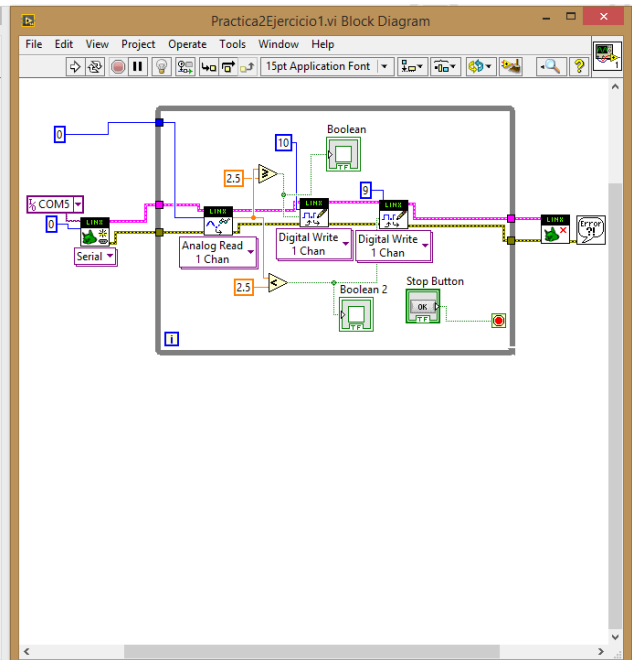 Practica2Ejercicio1.vi Block Diagram
File Edit View Project Operate Tools Window Help
15pt Application Font
1
0
10
Boolean
TF
2.5
≥
9
I/O COM5
0
LINX
Serial
LINX
Analog Read
1 Chan
LINX
Digital Write
1 Chan
LINX
Digital Write
1 Chan
LINX
Error
?!
2.5
<
Boolean 2
TF
Stop Button
OK
TF
i